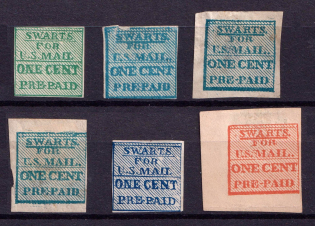 SWARTS
FOR
U.S. MAIL.
ONE CENT
PRE-PAID
SWARTS
FOR
U.S. MAIL.
ONE CENT
PRE-PAID
SWARTS.
FOR
U.S. MAIL.
ONE CENT
PRE-PAID
SWARTS.
FOR
U.S. MAIL.
ONE CENT
PRE-PAID
SWARTS
FOR
U.S. MAIL.
ONE CENT
PRE-PAID
SWARTS.
FOR
U.S. MAIL.
ONE CENT
PRE-PAID